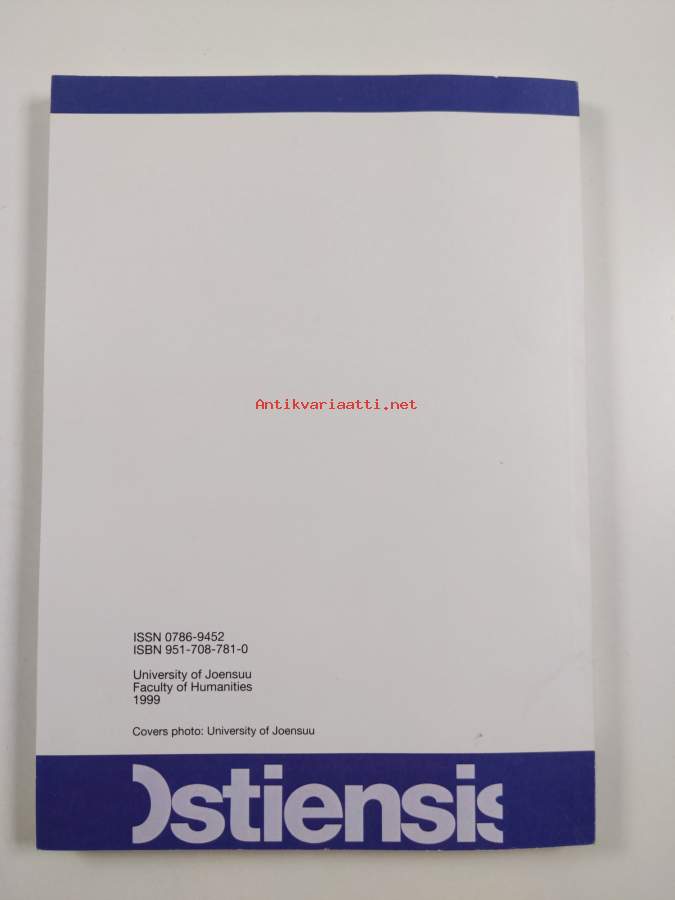 Antikvariaatti.net
ISSN 0786-9452
ISBN 951-708-781-0
University of Joensuu
Faculty of Humanities
1999
Covers photo: University of Joensuu
Ostiensis